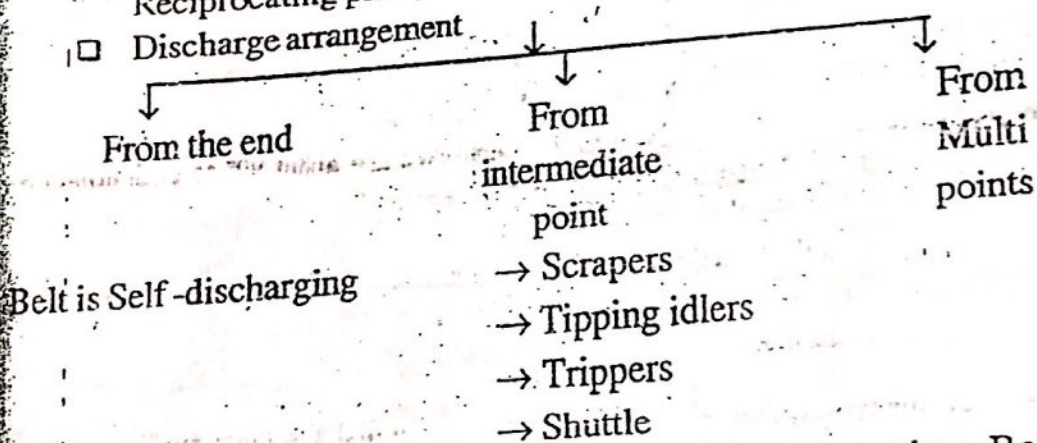 □ Discharge arrangement
From the end
From
intermediate
point
From
Multi
points
Belt is Self-discharging
→ Scrapers
→ Tipping idlers
→ Trippers
→ Shuttle